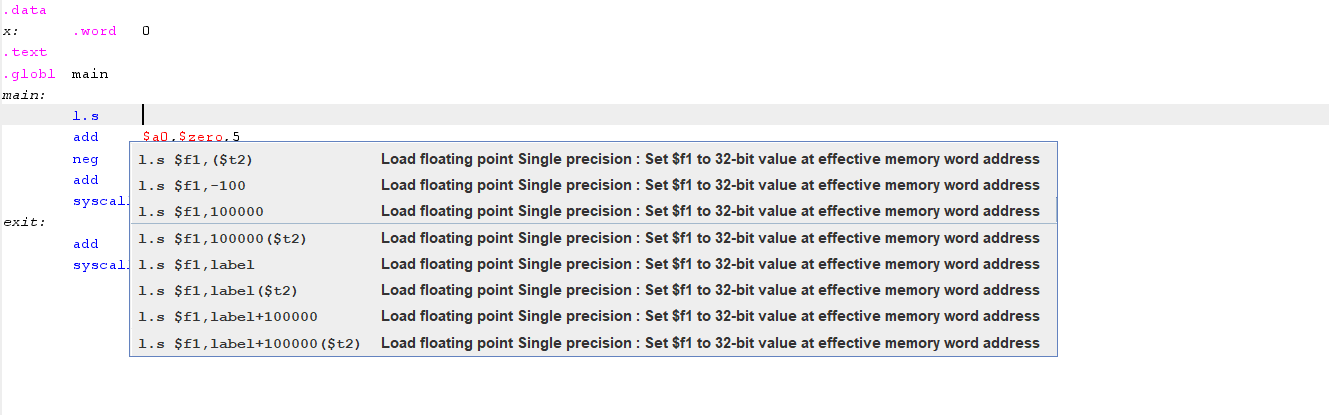 .data
x: .word 0
.text
.globl main
main:
l.s
add $a0,$zero,5
neg
add
syscall
exit:
add
syscall
l.s $f1,($t2) Load floating point Single precision : Set $f1 to 32-bit value at effective memory word address
l.s $f1,-100 Load floating point Single precision : Set $f1 to 32-bit value at effective memory word address
l.s $f1,100000 Load floating point Single precision : Set $f1 to 32-bit value at effective memory word address
l.s $f1,100000($t2) Load floating point Single precision : Set $f1 to 32-bit value at effective memory word address
l.s $f1,label Load floating point Single precision : Set $f1 to 32-bit value at effective memory word address
l.s $f1,label($t2) Load floating point Single precision : Set $f1 to 32-bit value at effective memory word address
l.s $f1,label+100000 Load floating point Single precision : Set $f1 to 32-bit value at effective memory word address
l.s $f1,label+100000($t2) Load floating point Single precision : Set $f1 to 32-bit value at effective memory word address